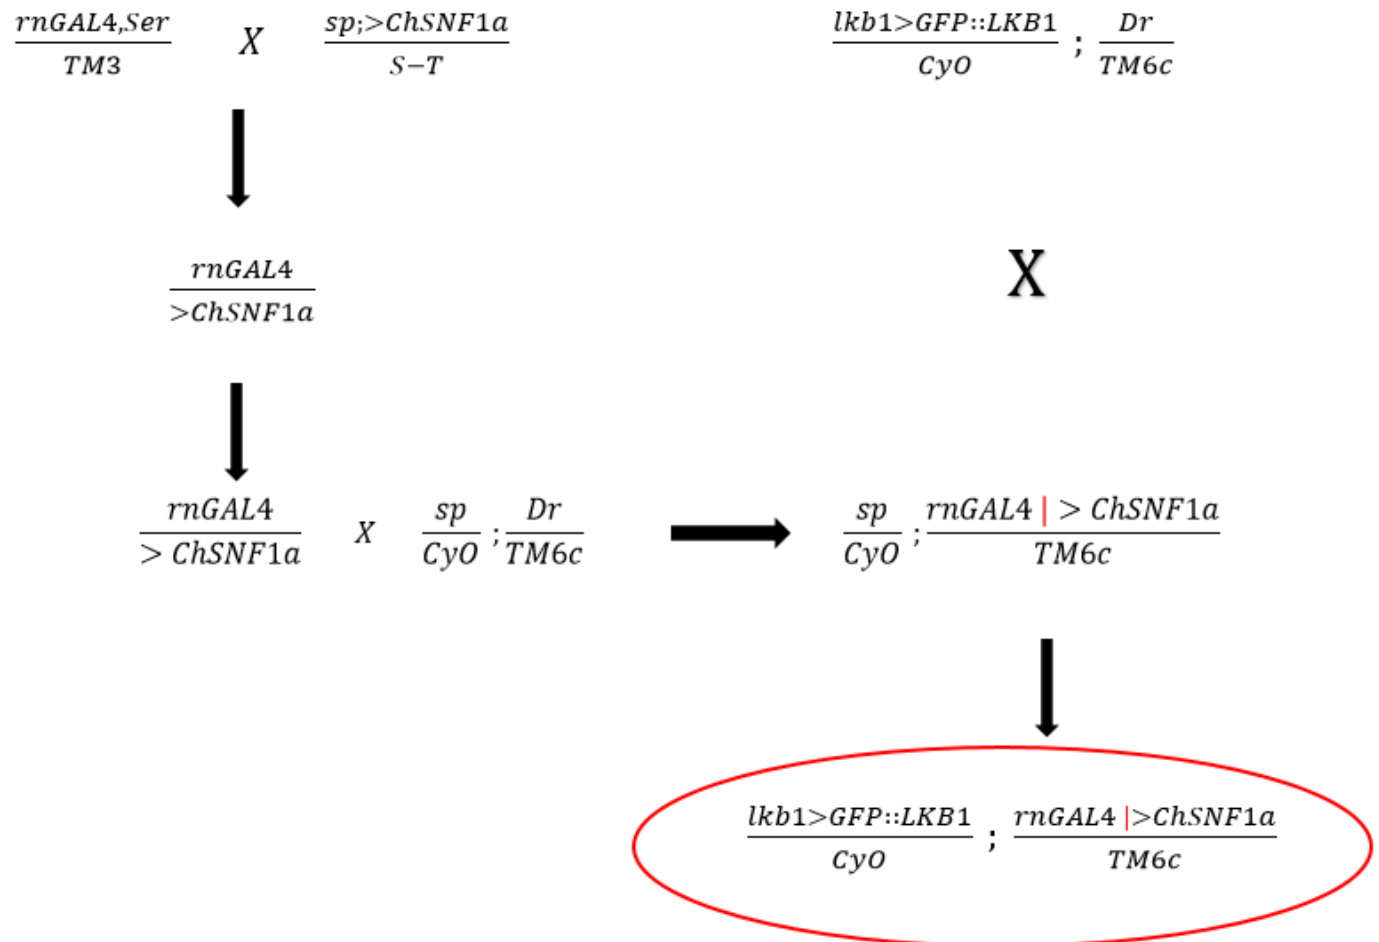 rnGAL4,Ser X sp;>ChSNF1a lkb1>GFP::LKB1 ; Dr
TM3 S−T CyO TM6c
rnGAL4
>ChSNF1a
X
rnGAL4 X sp ; Dr sp ; rnGAL4 | > ChSNF1a
> ChSNF1a CyO TM6c CyO TM6c
lkb1>GFP::LKB1 ; rnGAL4 |>ChSNF1a
CyO TM6c